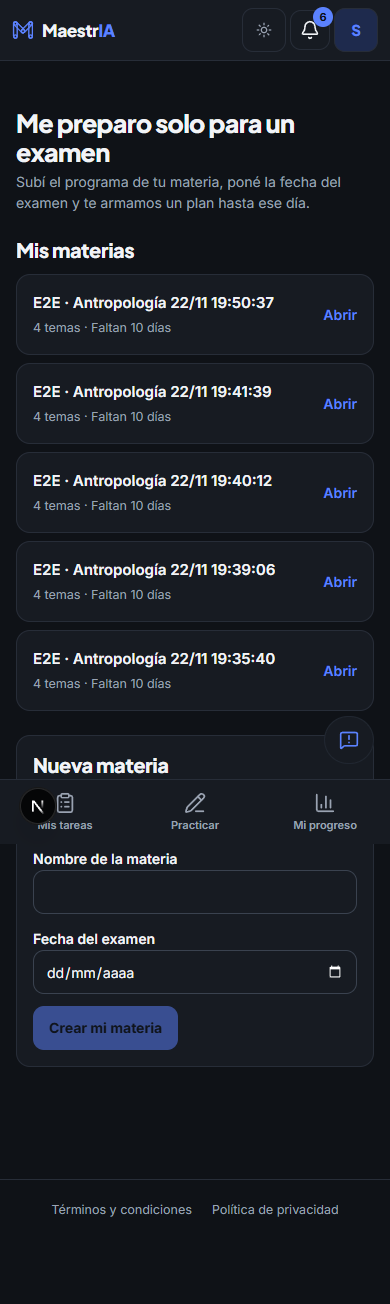 MaestrIA
6
S
Me preparo solo para un
examen
Subí el programa de tu materia, poné la fecha del
examen y te armamos un plan hasta ese día.
Mis materias
E2E · Antropología 22/11 19:50:37
4 temas · Faltan 10 días
Abrir
E2E · Antropología 22/11 19:41:39
4 temas · Faltan 10 días
Abrir
E2E · Antropología 22/11 19:40:12
4 temas · Faltan 10 días
Abrir
E2E · Antropología 22/11 19:39:06
4 temas · Faltan 10 días
Abrir
E2E · Antropología 22/11 19:35:40
4 temas · Faltan 10 días
Abrir
Nueva materia
N
Mis tareas
Practicar
Mi progreso
Nombre de la materia
Fecha del examen
dd/mm/aaaa
Crear mi materia
Términos y condiciones
Política de privacidad